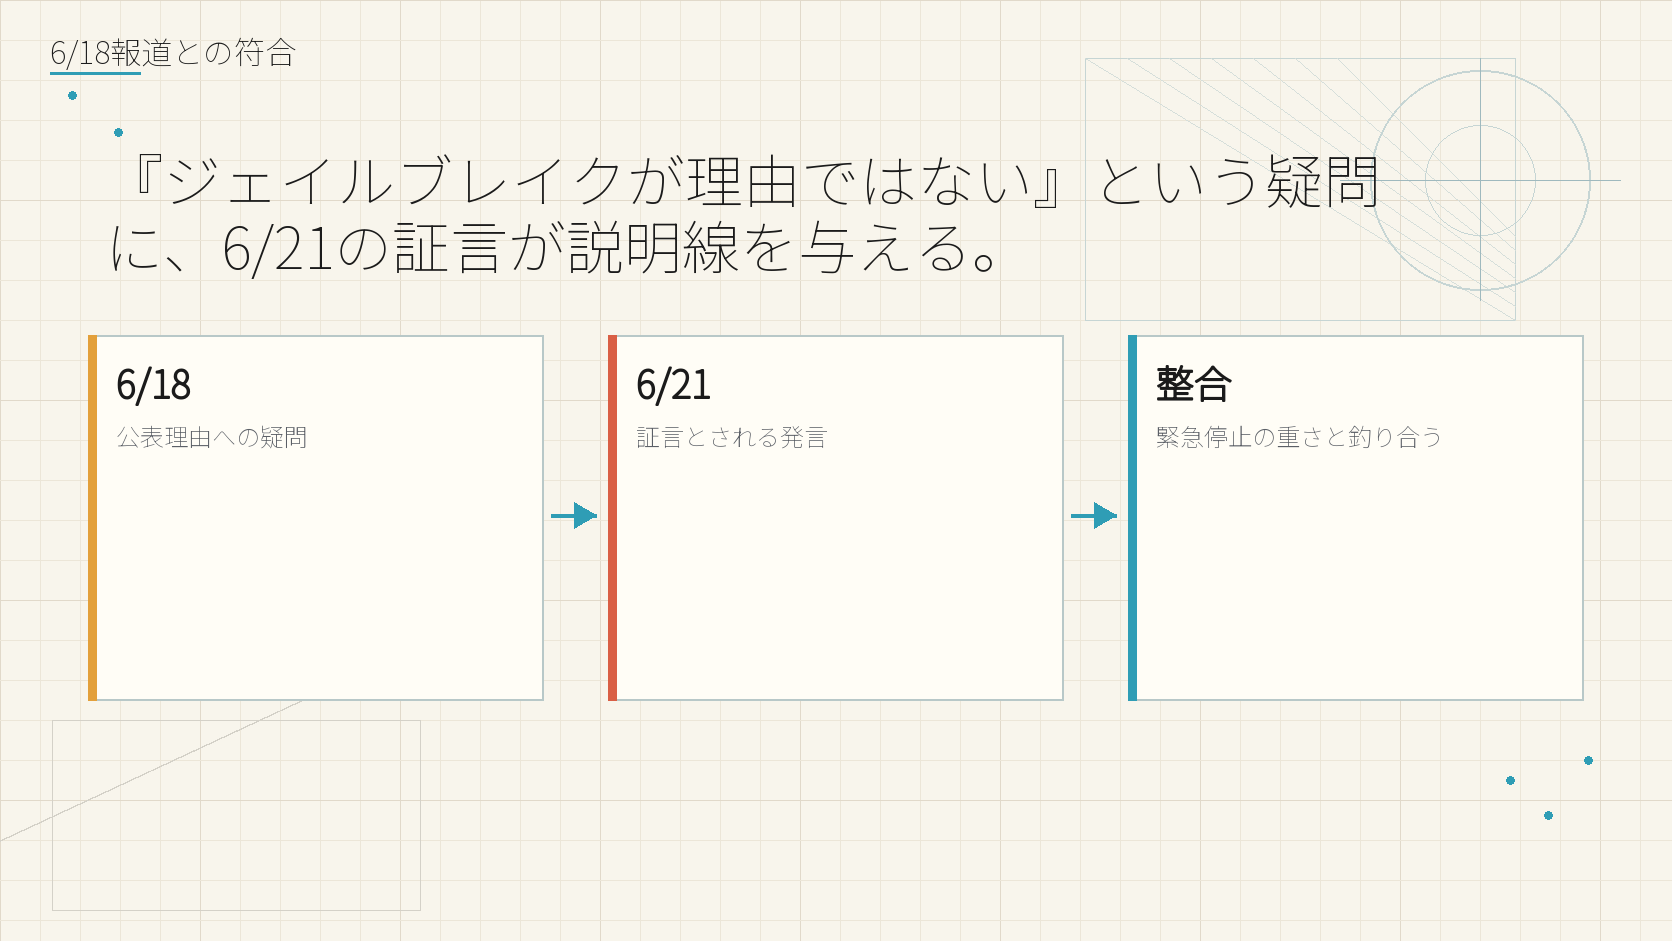 6/18報道との符合
『ジェイルブレイクが理由ではない』という疑問
に、6/21の証言が説明線を与える。
6/18
公表理由への疑問
6/21
証言とされる発言
整合
緊急停止の重さと釣り合う